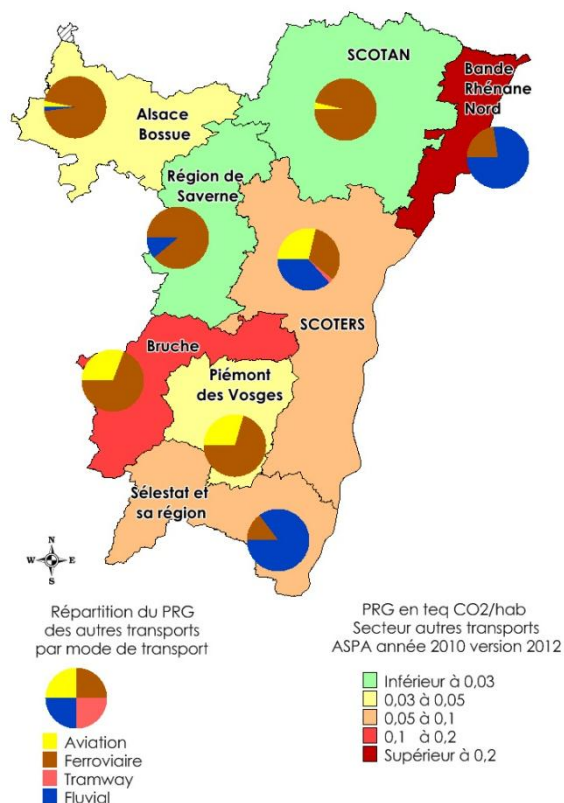 SCOTAN
Bande
Rhénane
Nord
Alsace
Bossue
Région de
Saverne
SCOTERS
Bruche
Piémont
des Vosges
Sélestat et
sa région
N
W E
S
Répartition du PRG
des autres transports
par mode de transport
Aviation
Ferroviaire
Tramway
Fluvial
PRG en teq CO2/hab
Secteur autres transports
ASPA année 2010 version 2012
Inférieur à 0,03
0,03 à 0,05
0,05 à 0,1
0,1 à 0,2
Supérieur à 0,2